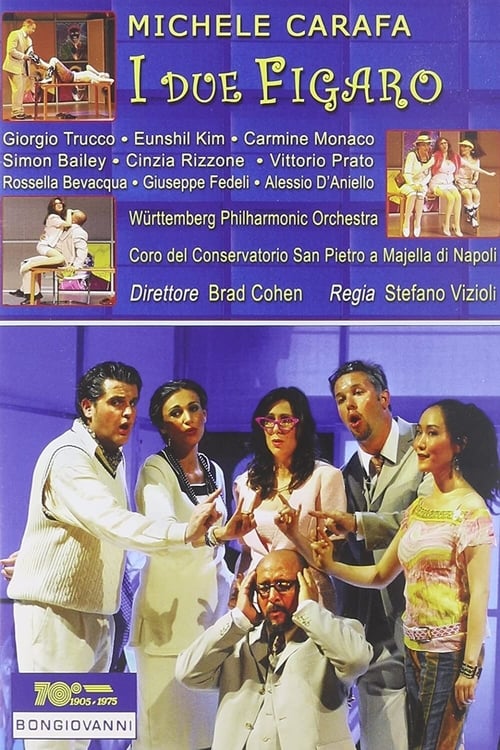 MICHELE CARAFA
I DUE FIGARO
Giorgio Trucco • Eunshil Kim • Carmine Monaco
Simon Bailey • Cinzia Rizzone • Vittorio Prato
Rossella Bevacqua • Giuseppe Fedeli • Alessio D'Aniello
Württemberg Philharmonic Orchestra
Coro del Conservatorio San Pietro a Majella di Napoli
Direttore Brad Cohen Regia Stefano Vizioli
70°
1905 • 1975
BONGIOVANNI